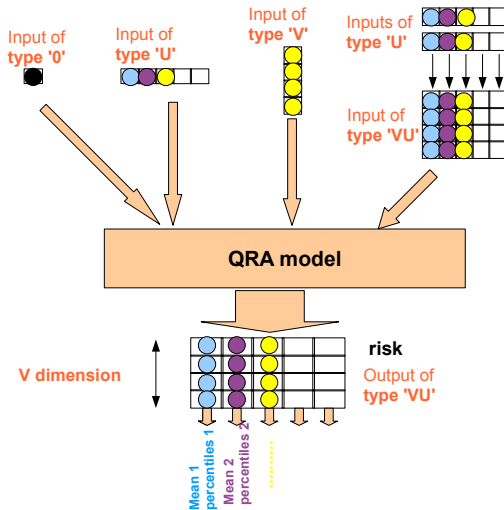 Input of
type '0'
Input of
type 'U'
Input of
type 'V'
Inputs of
type 'U'
Input of
type 'VU'
QRA model
V dimension
risk
Output of
type 'VU'
Mean 1
percentiles 1
Mean 2
percentiles 2
..........